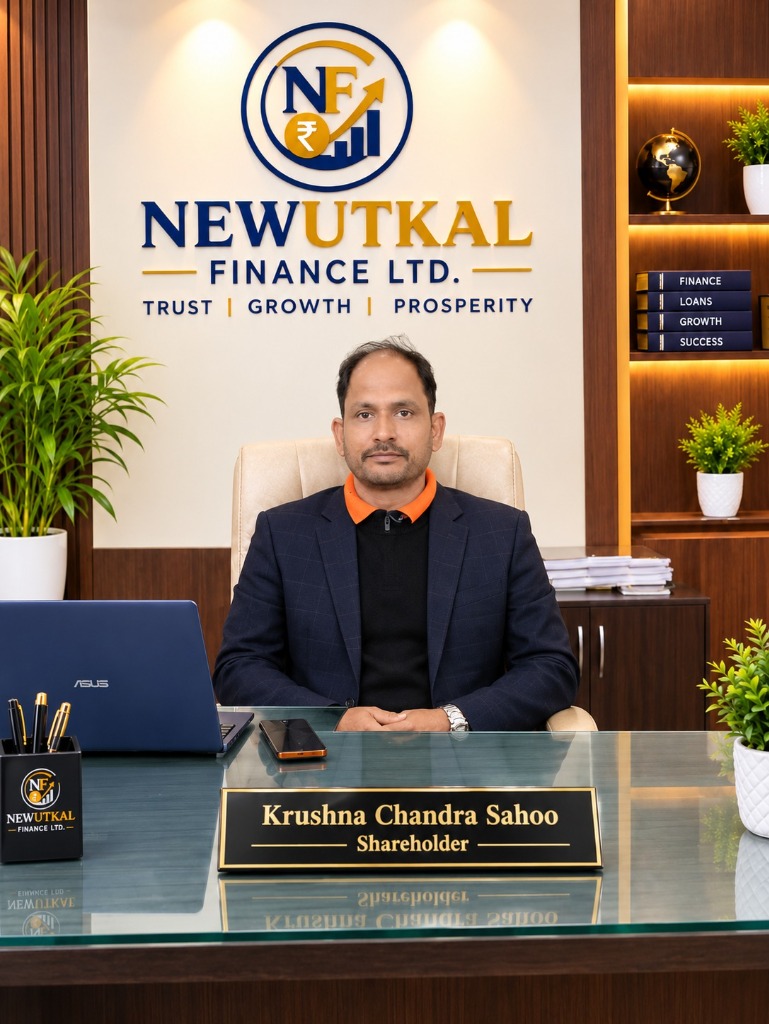 NF
₹
NEWUTKAL
FINANCE LTD.
TRUST | GROWTH | PROSPERITY
FINANCE
LOANS
GROWTH
SUCCESS
ASUS
NF
NEWUTKAL
FINANCE LTD.
Krushna Chandra Sahoo
Shareholder